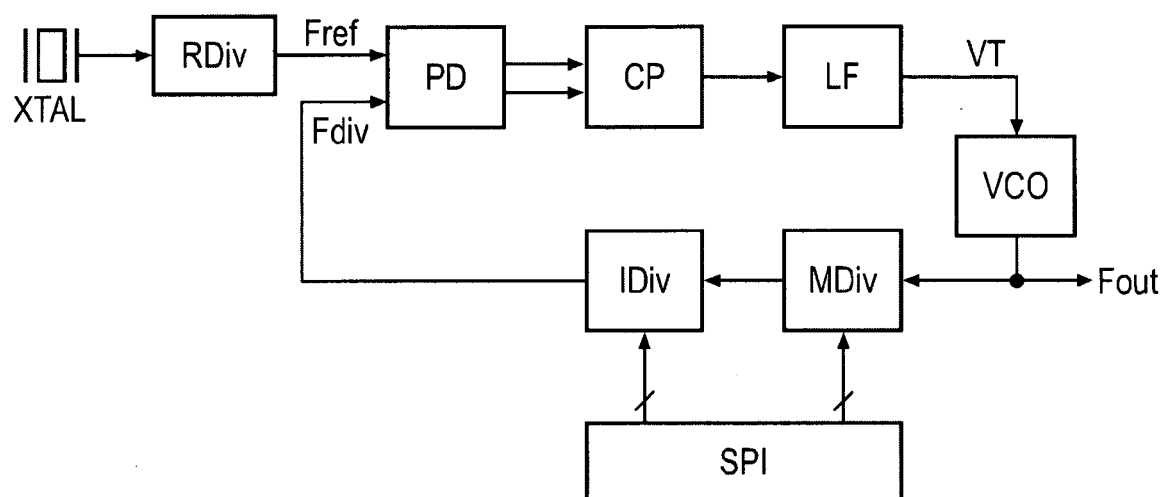 XTAL
RDiv
Fref
Fdiv
PD
CP
LF
VT
VCO
Fout
MDiv
IDiv
SPI